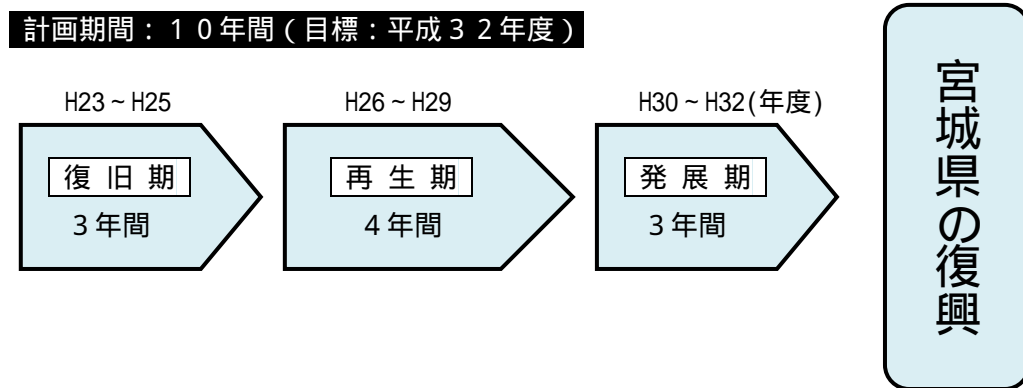 計画期間：１０年間（目標：平成３２年度）
H23～H25
H26～H29
H30～H32(年度)
復旧期
再生期
発展期
３年間
４年間
３年間
宮城県の復興